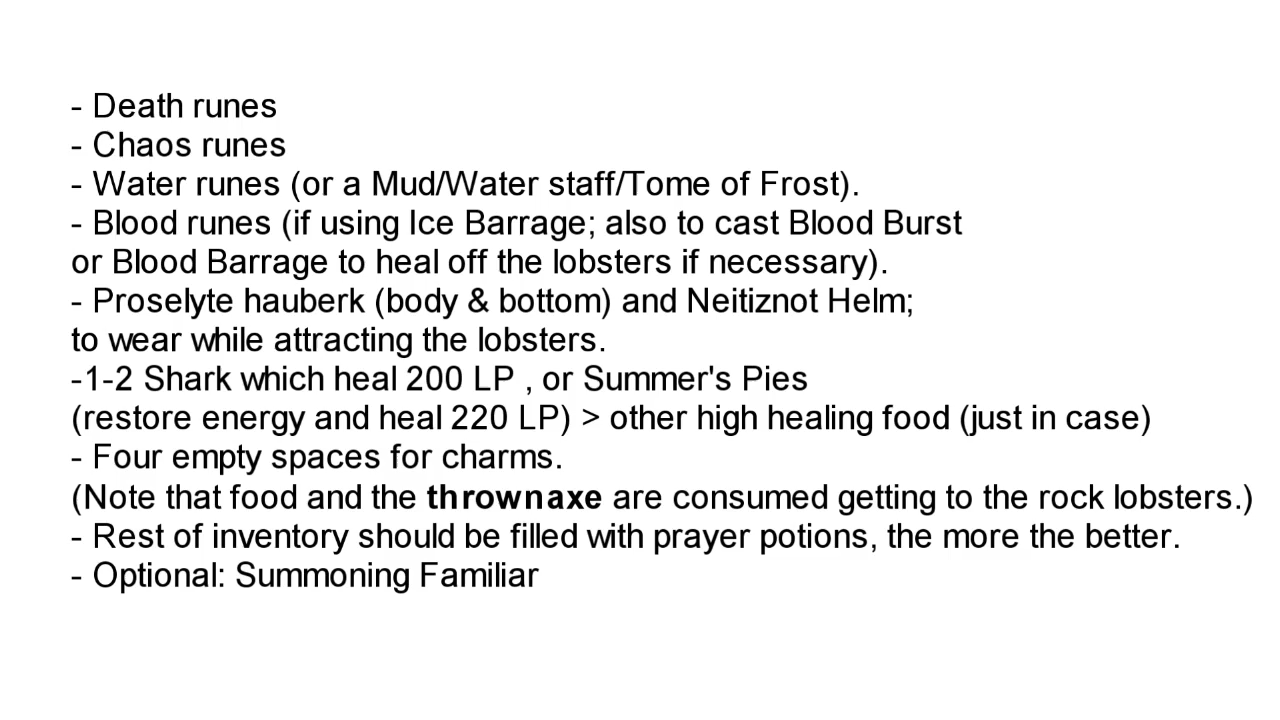 - Death runes
- Chaos runes
- Water runes (or a Mud/Water staff/Tome of Frost).
- Blood runes (if using Ice Barrage; also to cast Blood Burst
or Blood Barrage to heal off the lobsters if necessary).
- Proselyte hauberk (body & bottom) and Neitiznot Helm;
to wear while attracting the lobsters.
-1-2 Shark which heal 200 LP , or Summer's Pies
(restore energy and heal 220 LP) > other high healing food (just in case)
- Four empty spaces for charms.
(Note that food and the thrownaxe are consumed getting to the rock lobsters.)
- Rest of inventory should be filled with prayer potions, the more the better.
- Optional: Summoning Familiar